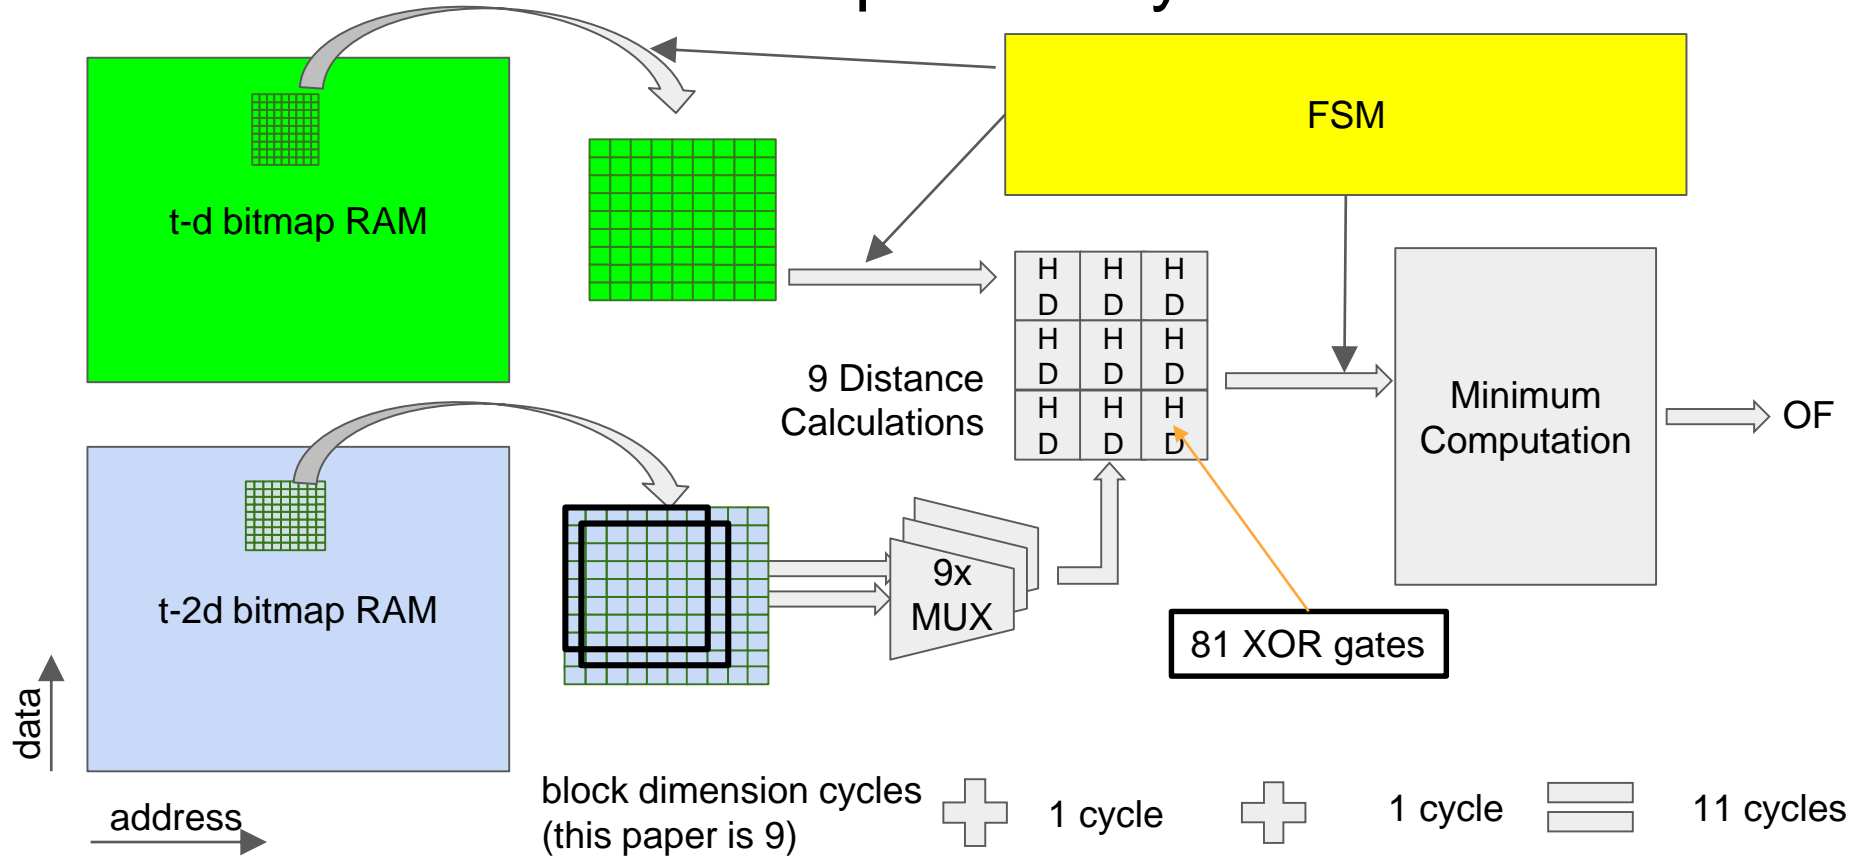 FSM
t-d bitmap RAM
H H H
D D D
H H H
D D D
H H H
D D D
9 Distance
Calculations
Minimum
Computation
OF
t-2d bitmap RAM
9x
MUX
81 XOR gates
data
address
block dimension cycles
(this paper is 9)
1 cycle
1 cycle
11 cycles